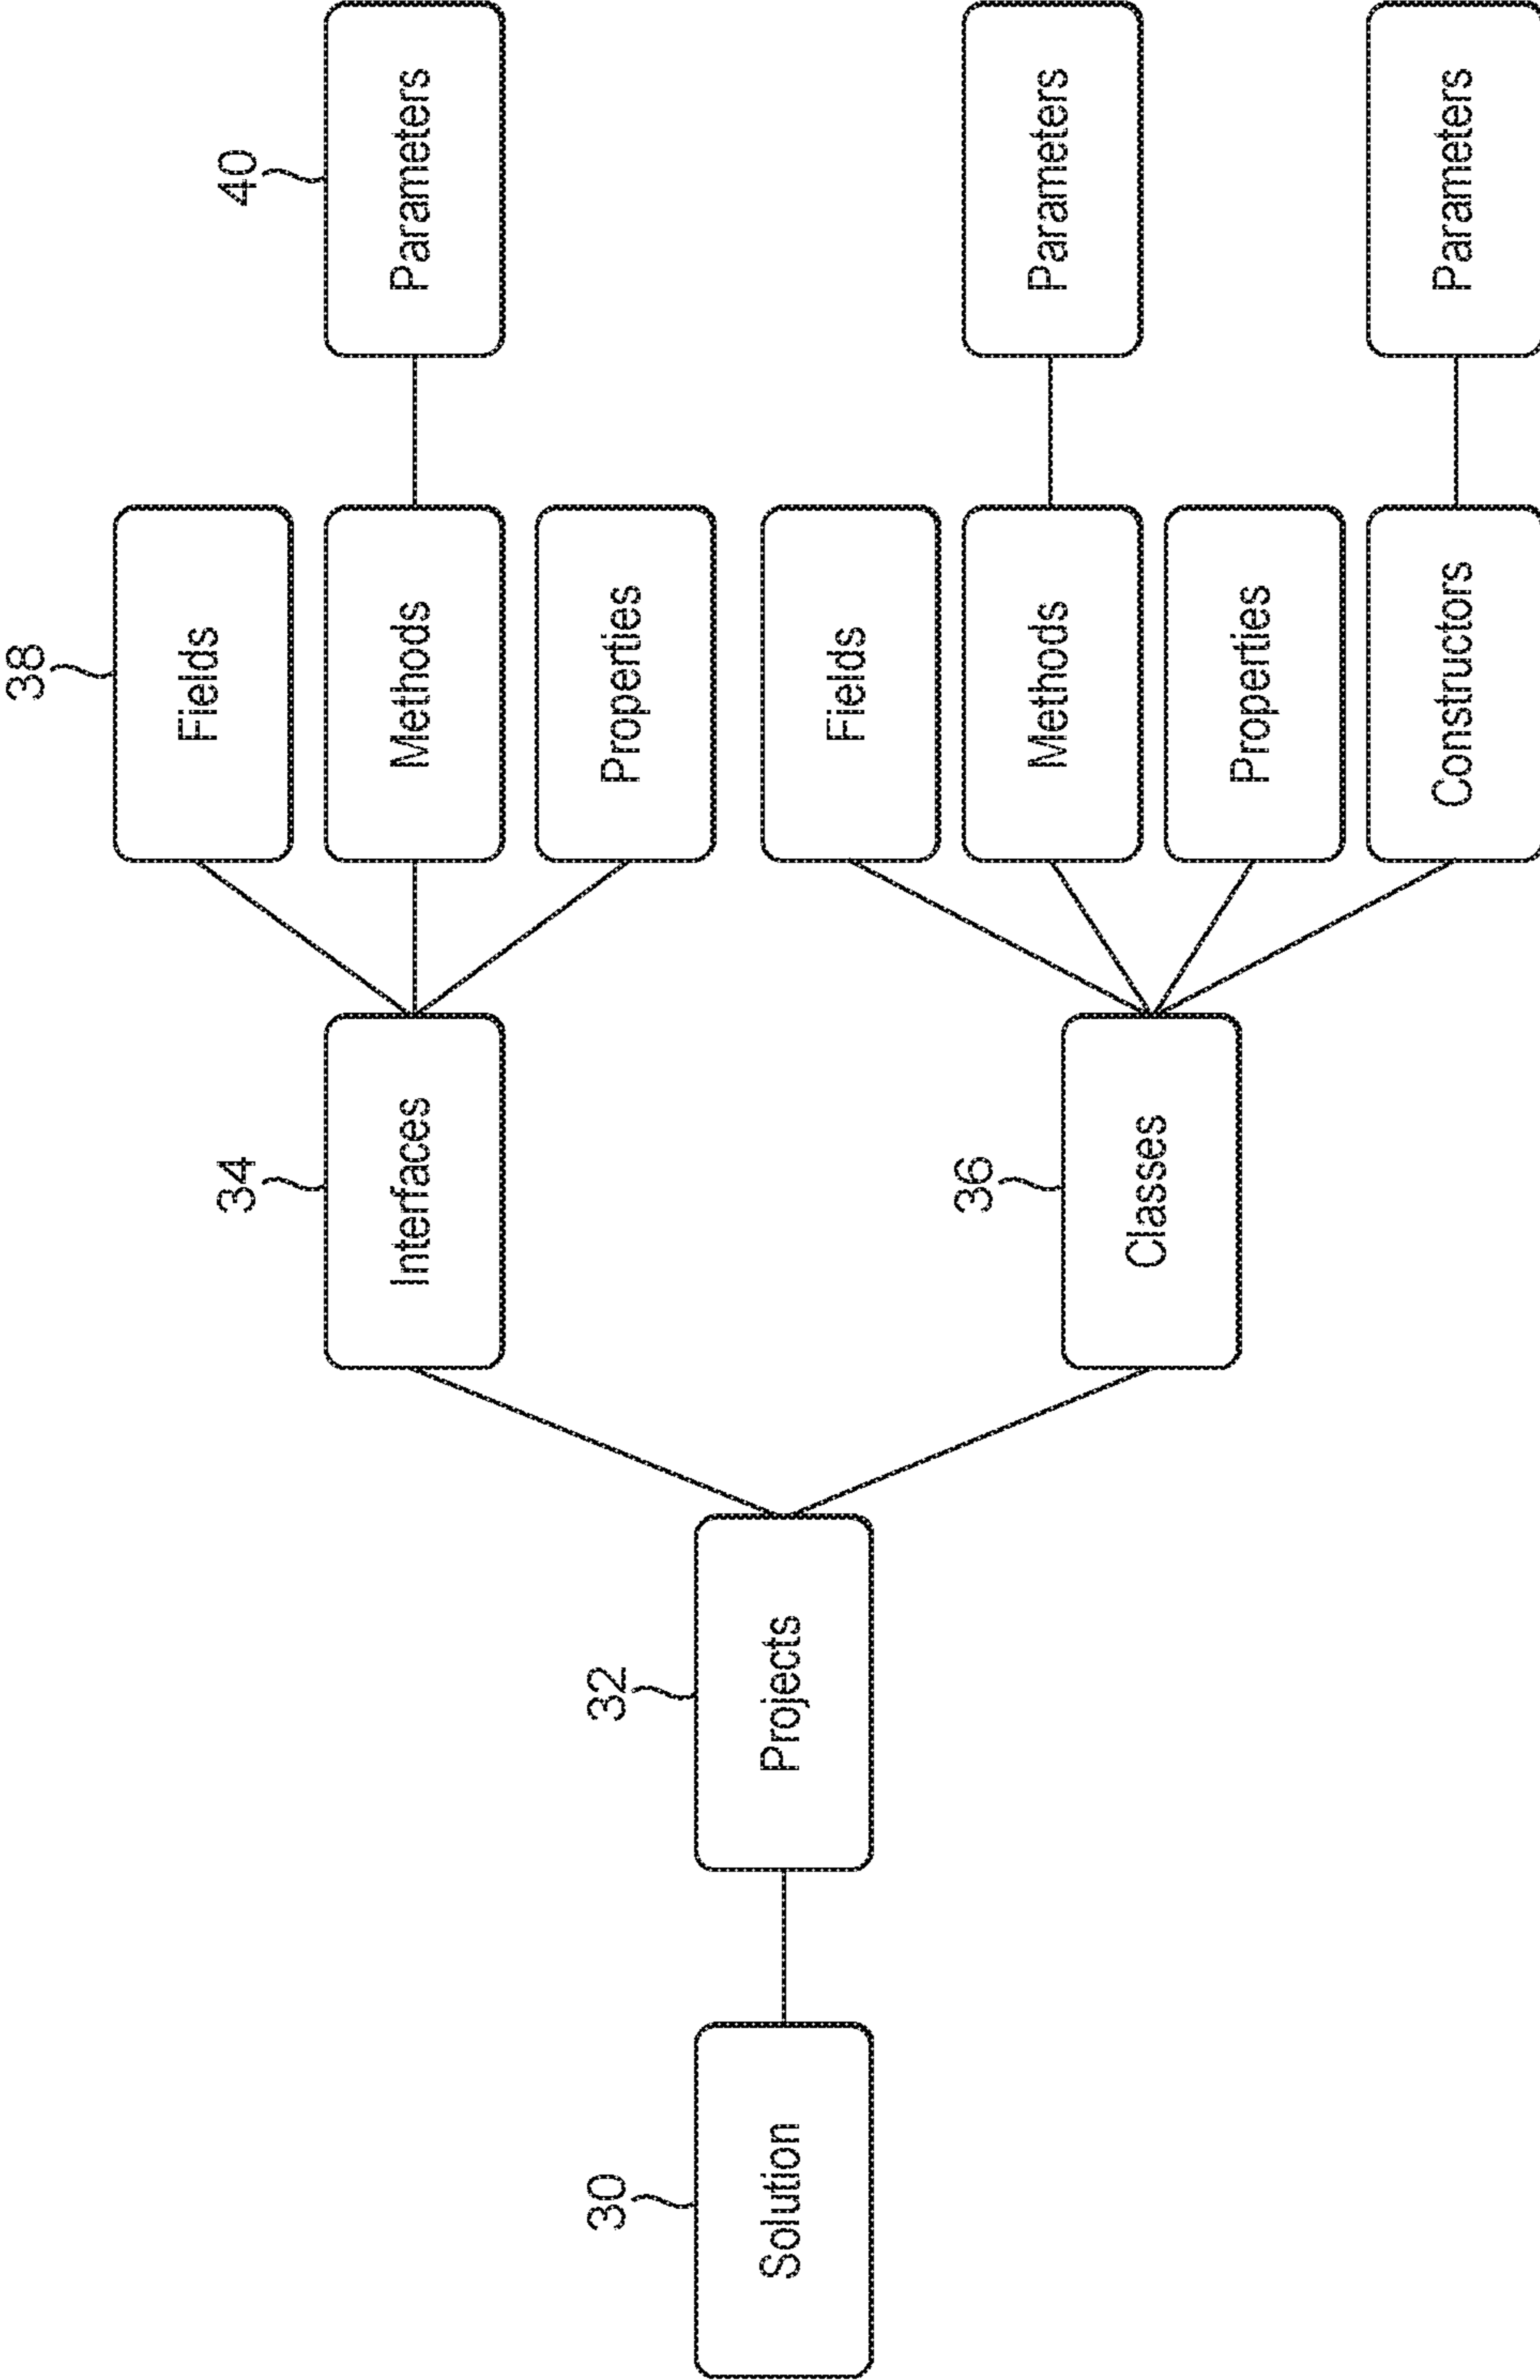 30
Solution
32
Projects
34
Interfaces
38
Fields
Methods
Properties
40
Parameters
36
Classes
Fields
Methods
Properties
Constructors
Parameters
Parameters